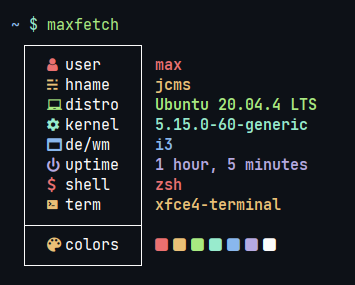 ~ $ maxfetch
user max
hname jcms
distro Ubuntu 20.04.4 LTS
kernel 5.15.0-60-generic
de/wm i3
uptime 1 hour, 5 minutes
$ shell zsh
term xfce4-terminal
colors